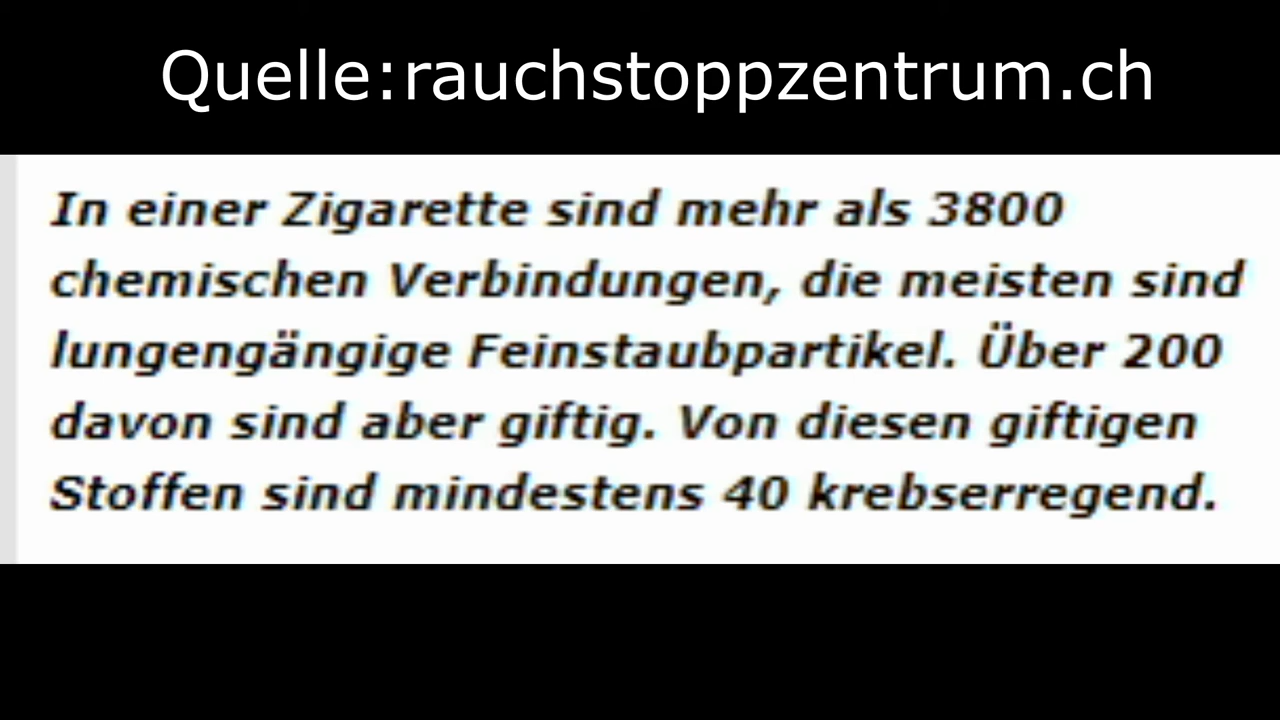 Quelle:rauchstoppzentrum.ch
In einer Zigarette sind mehr als 3800
chemischen Verbindungen, die meisten sind
lungengängige Feinstaubpartikel. Über 200
davon sind aber giftig. Von diesen giftigen
Stoffen sind mindestens 40 krebserregend.